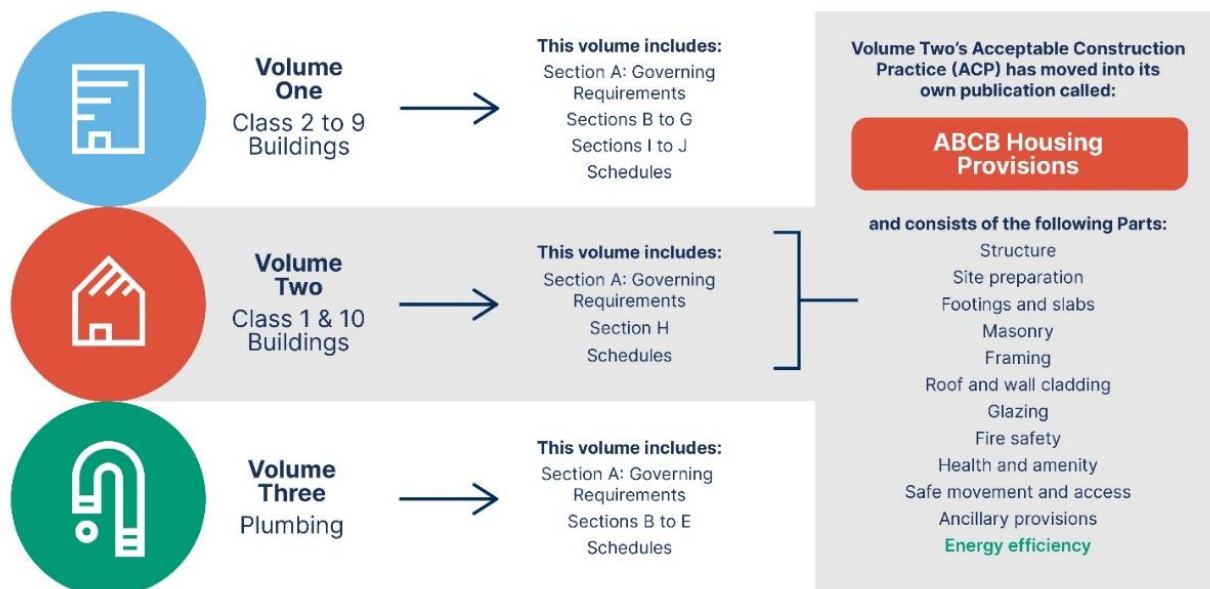 Volume
One
Class 2 to 9
Buildings
This volume includes:
Section A: Governing
Requirements
Sections B to G
Sections I to J
Schedules
Volume
Two
Class 1 & 10
Buildings
This volume includes:
Section A: Governing
Requirements
Section H
Schedules
Volume
Three
Plumbing
This volume includes:
Section A: Governing
Requirements
Sections B to E
Schedules
Volume Two's Acceptable Construction
Practice (ACP) has moved into its
own publication called:
ABCB Housing
Provisions
and consists of the following Parts:
Structure
Site preparation
Footings and slabs
Masonry
Framing
Roof and wall cladding
Glazing
Fire safety
Health and amenity
Safe movement and access
Ancillary provisions
Energy efficiency